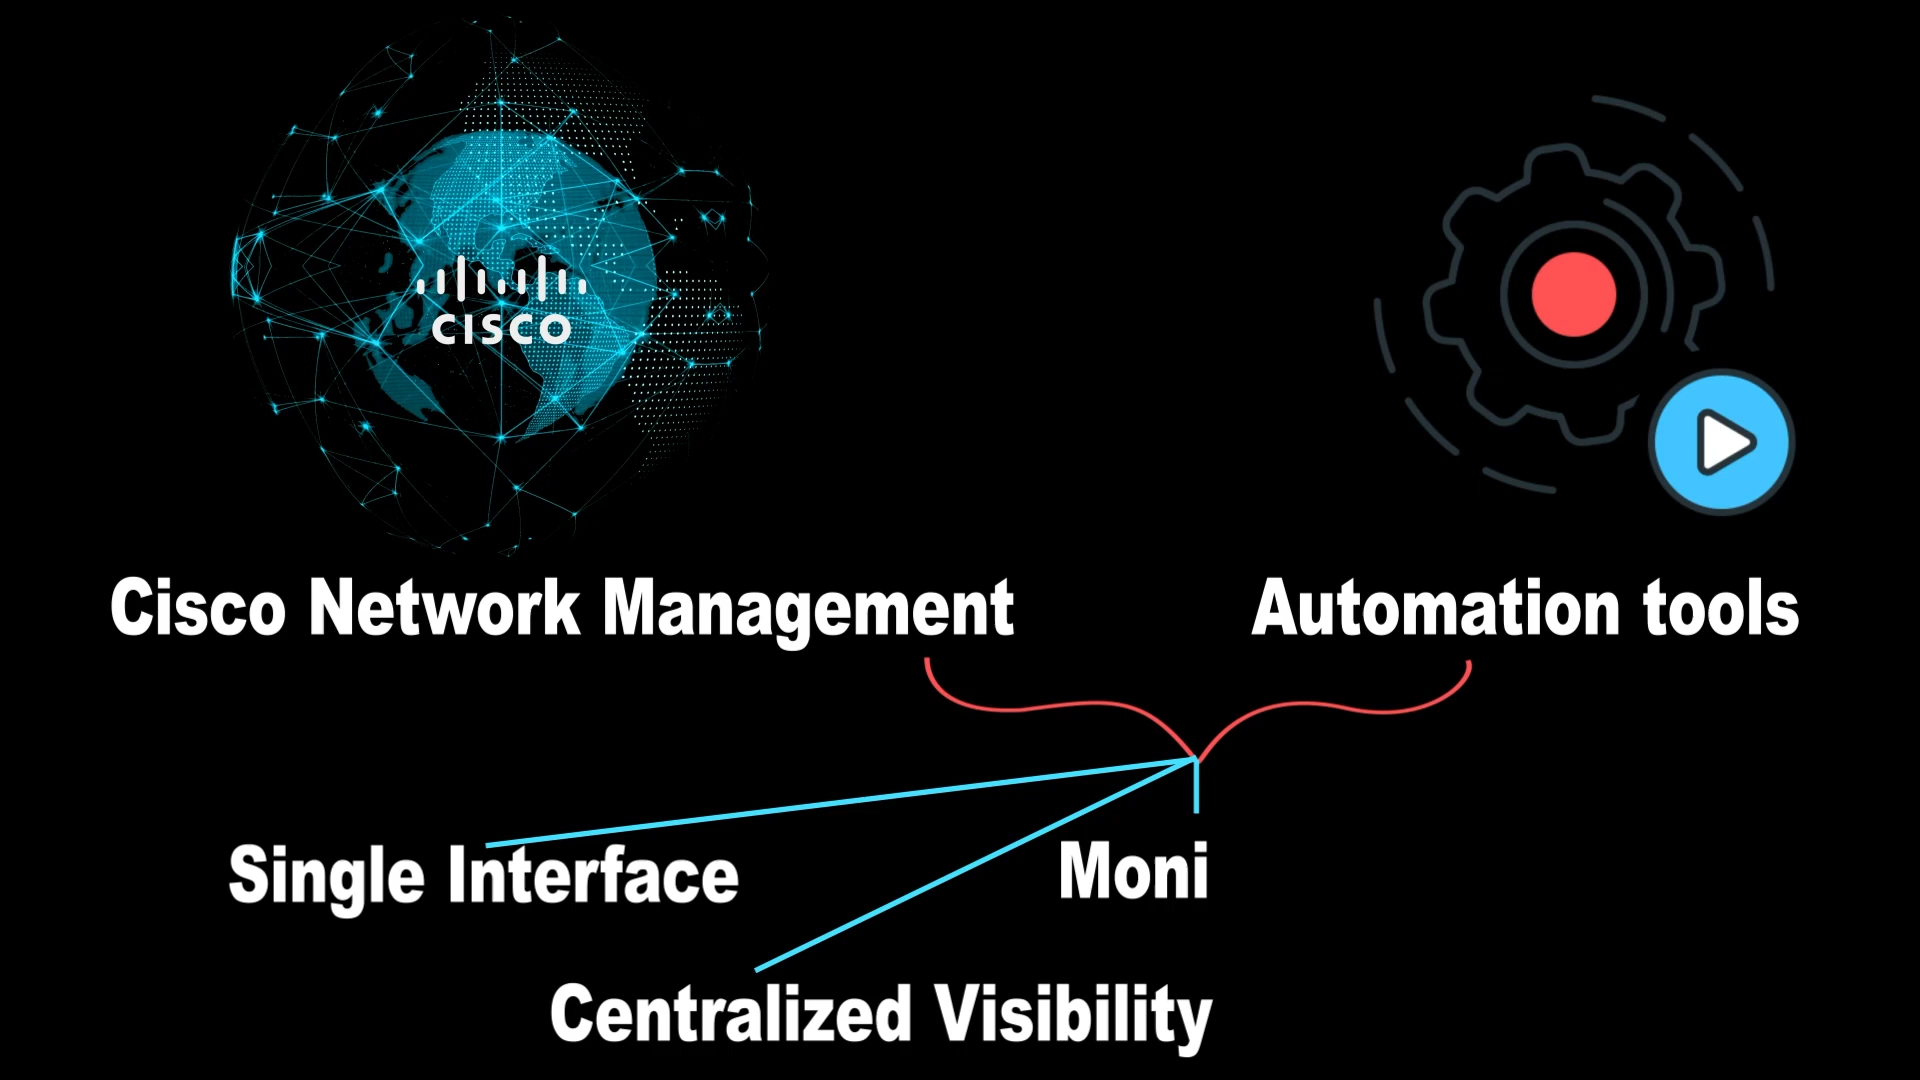 CISCO
Cisco Network Management
Automation tools
Single Interface
Moni
Centralized Visibility